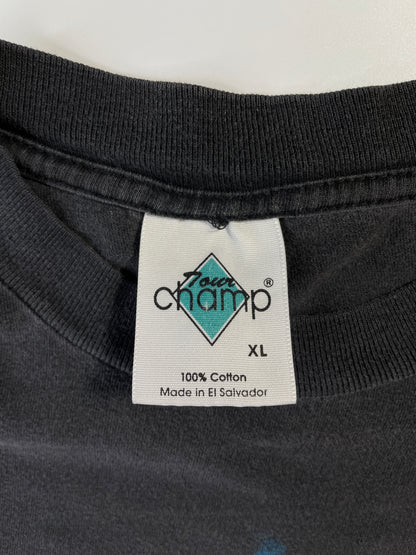 Tour
champ®
XL
100% Cotton
Made in El Salvador